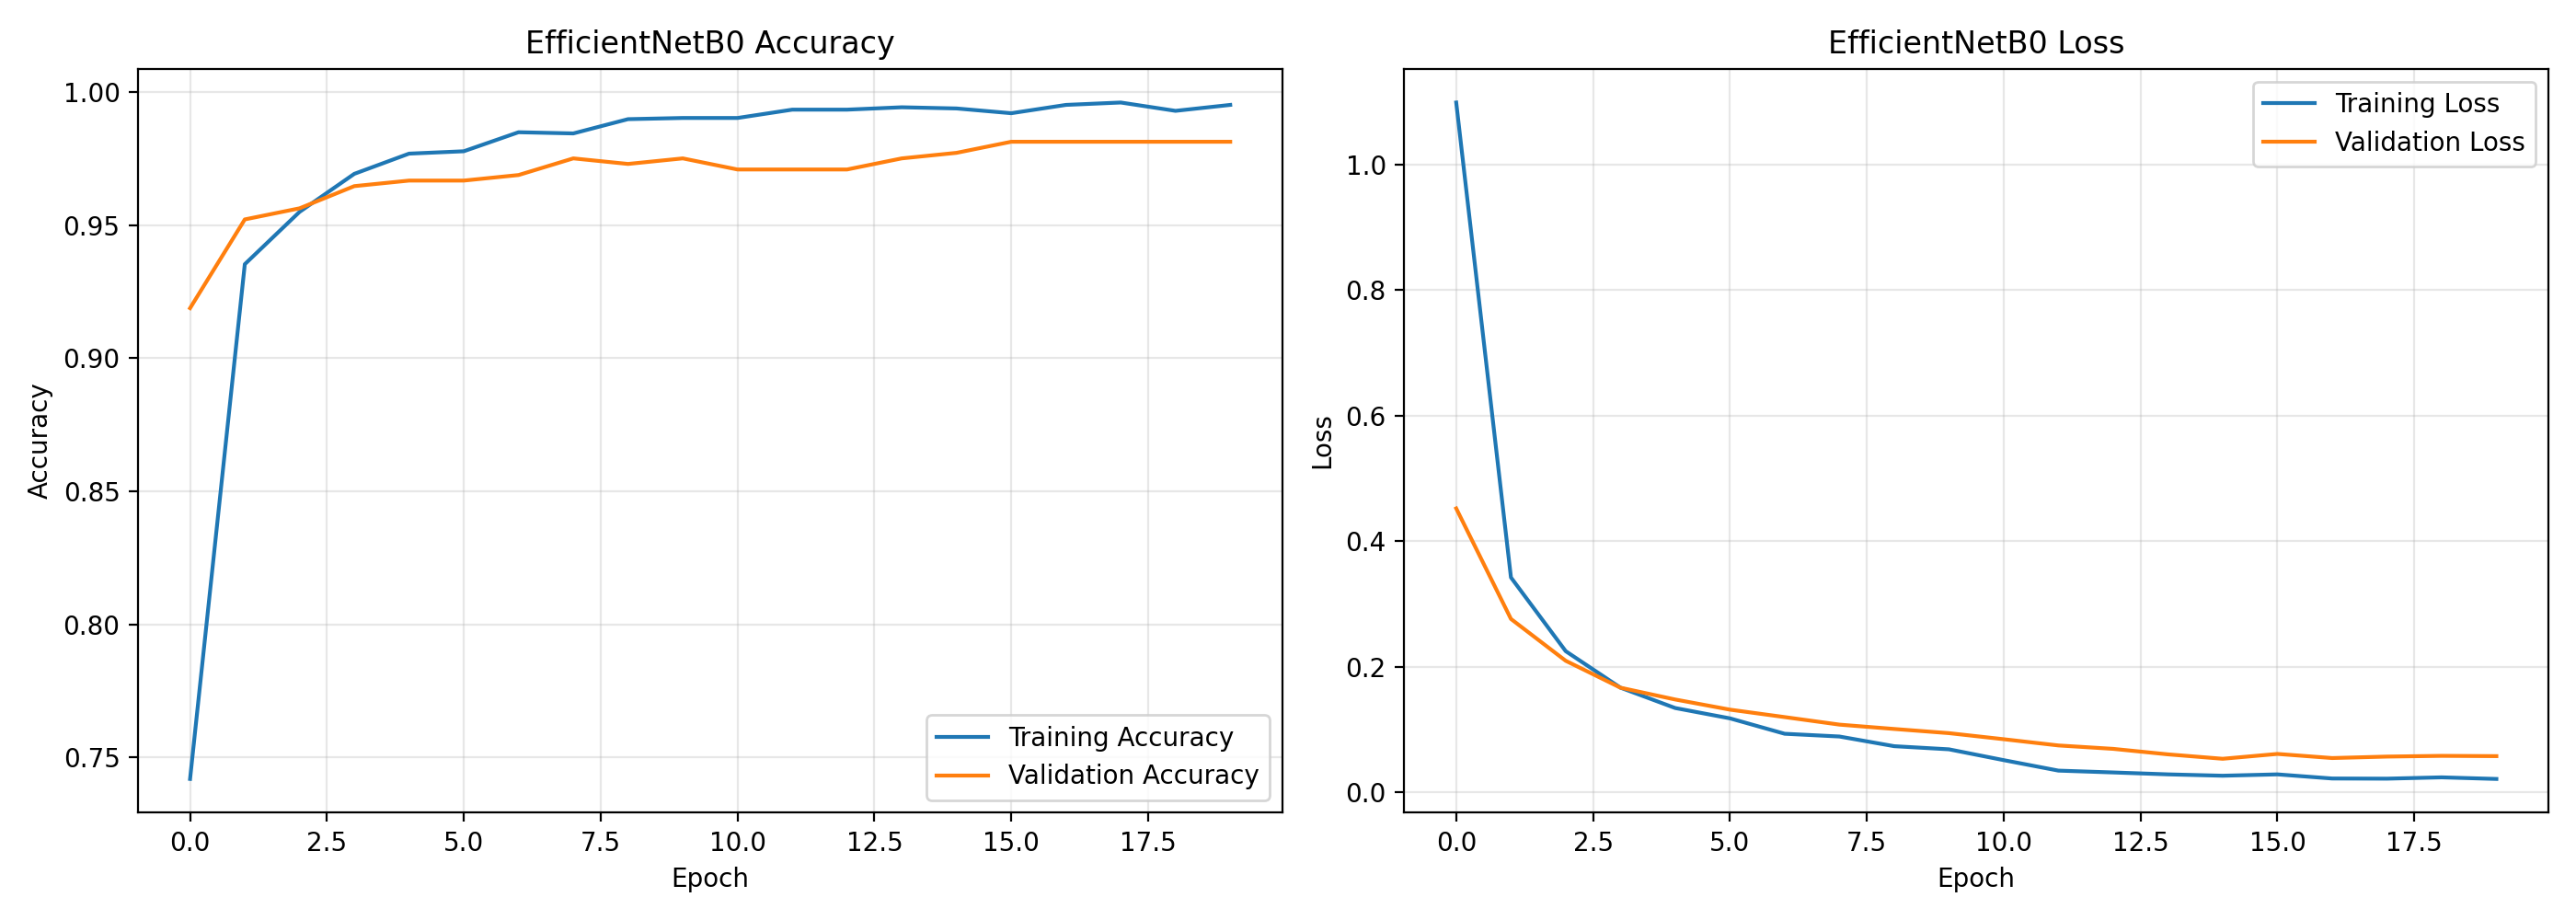 EfficientNetB0 Accuracy
1.00
0.95
0.90
0.85
0.80
0.75
Accuracy
Training Accuracy
Validation Accuracy
0.0 2.5 5.0 7.5 10.0 12.5 15.0 17.5
Epoch
EfficientNetB0 Loss
Training Loss
Validation Loss
1.0
0.8
0.6
0.4
0.2
0.0
Loss
0.0 2.5 5.0 7.5 10.0 12.5 15.0 17.5
Epoch